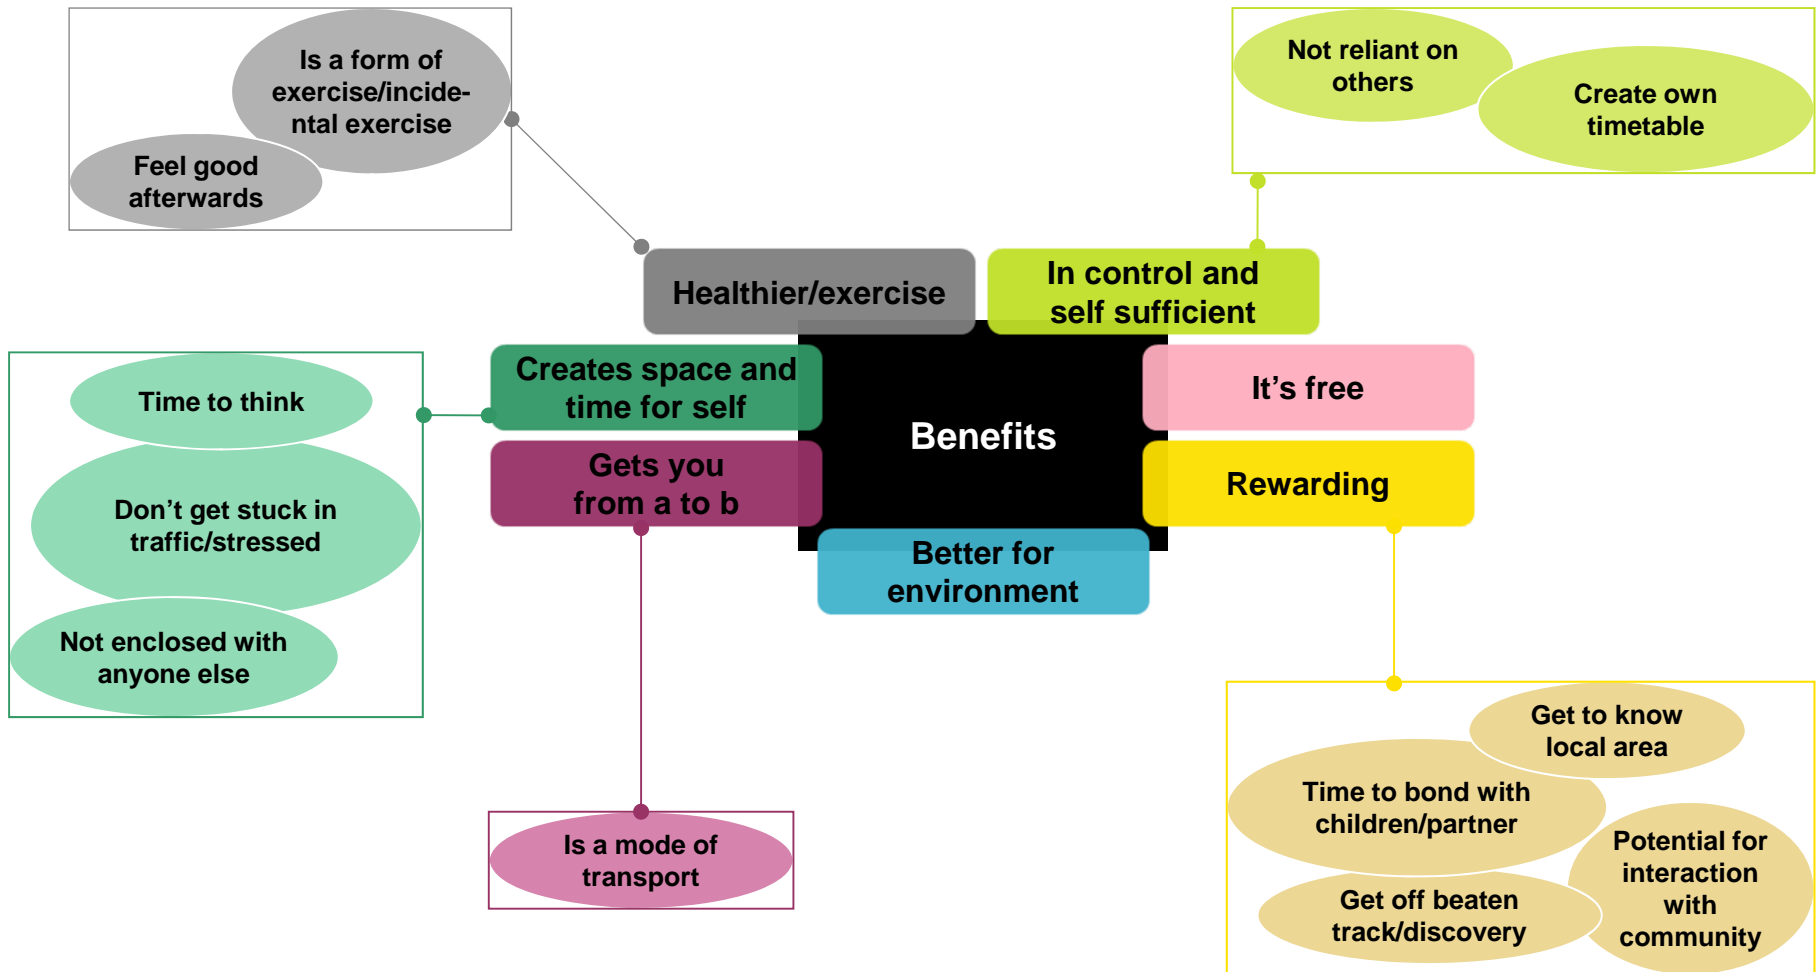 Is a form of
exercise/incide-
ntal exercise
Feel good
afterwards
Not reliant on
others
Create own
timetable
Healthier/exercise
In control and
self sufficient
Creates space and
time for self
It’s free
Benefits
Gets you
from a to b
Rewarding
Better for
environment
Time to think
Don’t get stuck in
traffic/stressed
Not enclosed with
anyone else
Is a mode of
transport
Get to know
local area
Time to bond with
children/partner
Potential for
interaction
with
community
Get off beaten
track/discovery